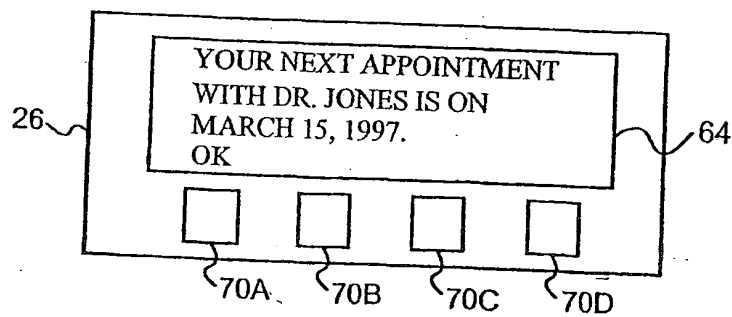 YOUR NEXT APPOINTMENT
WITH DR. JONES IS ON
MARCH 15, 1997.
OK
26
64
70A
70B
70C
70D